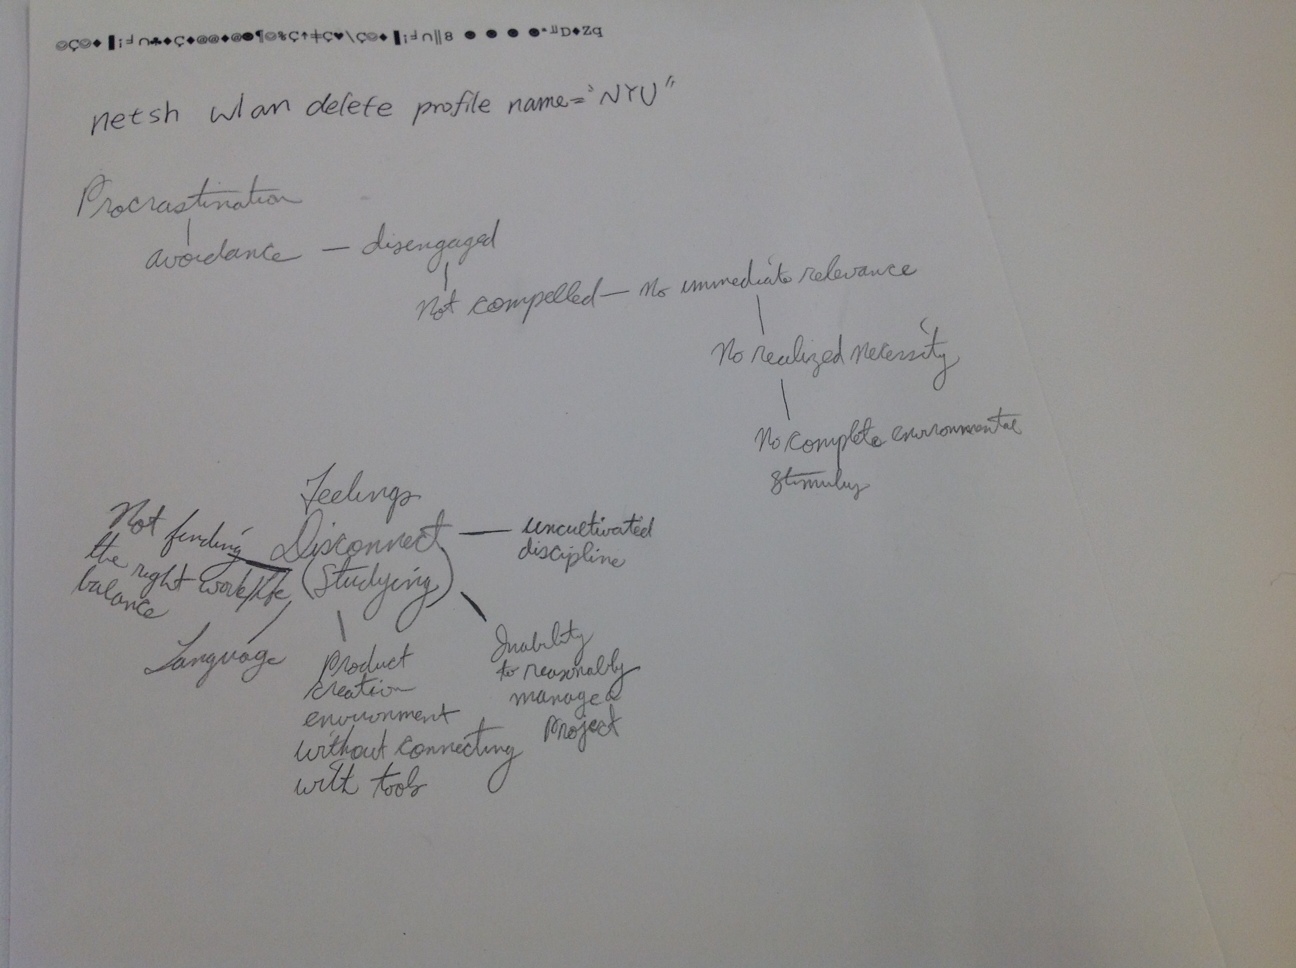 netsh wlan delete profile name="NYU"
Procrastination
avoidance — disengaged
Not compelled — No immediate relevance
No realized necessity
No complete environmental
stimulus
Feelings
Disconnect
(Studying)
uncultivated
discipline
Not finding
the right work/life
balance
Language
Product
creation
environment
without connecting
with tools
Inability
to reasonably
manage a
project